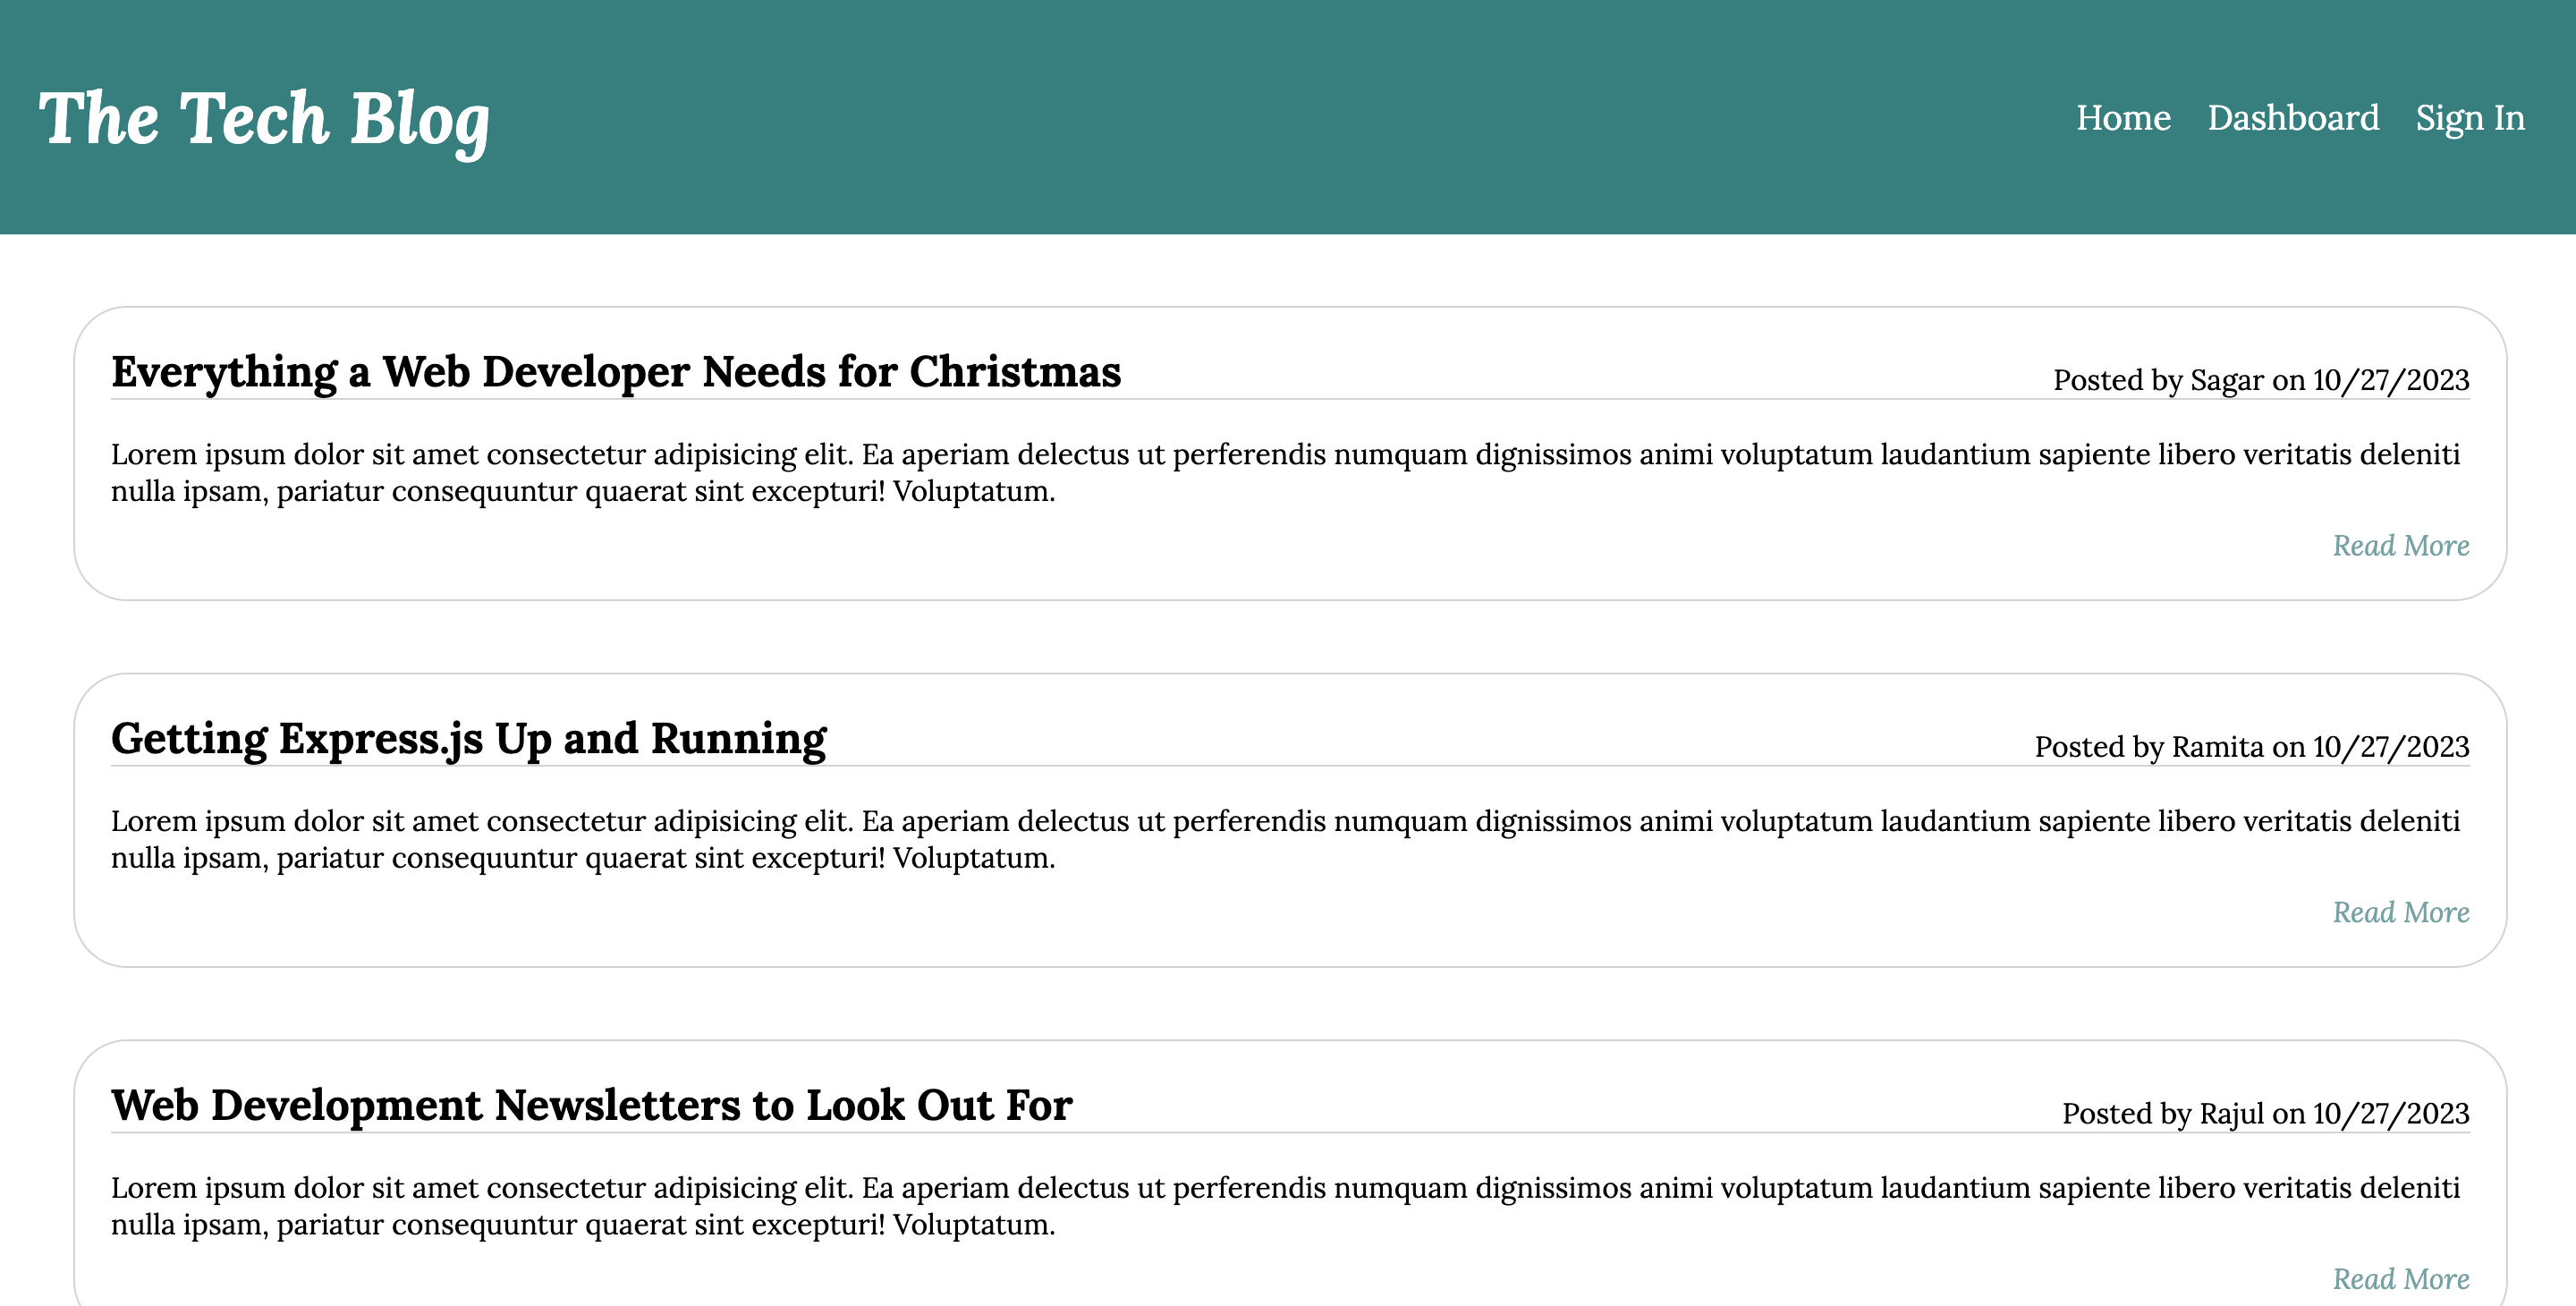 The Tech Blog
Home Dashboard Sign In
Everything a Web Developer Needs for Christmas
Posted by Sagar on 10/27/2023
Lorem ipsum dolor sit amet consectetur adipisicing elit. Ea aperiam delectus ut perferendis numquam dignissimos animi voluptatum laudantium sapiente libero veritatis deleniti
nulla ipsam, pariatur consequuntur quaerat sint excepturi! Voluptatum.
Read More
Getting Express.js Up and Running
Posted by Ramita on 10/27/2023
Lorem ipsum dolor sit amet consectetur adipisicing elit. Ea aperiam delectus ut perferendis numquam dignissimos animi voluptatum laudantium sapiente libero veritatis deleniti
nulla ipsam, pariatur consequuntur quaerat sint excepturi! Voluptatum.
Read More
Web Development Newsletters to Look Out For
Posted by Rajul on 10/27/2023
Lorem ipsum dolor sit amet consectetur adipisicing elit. Ea aperiam delectus ut perferendis numquam dignissimos animi voluptatum laudantium sapiente libero veritatis deleniti
nulla ipsam, pariatur consequuntur quaerat sint excepturi! Voluptatum.
Read More